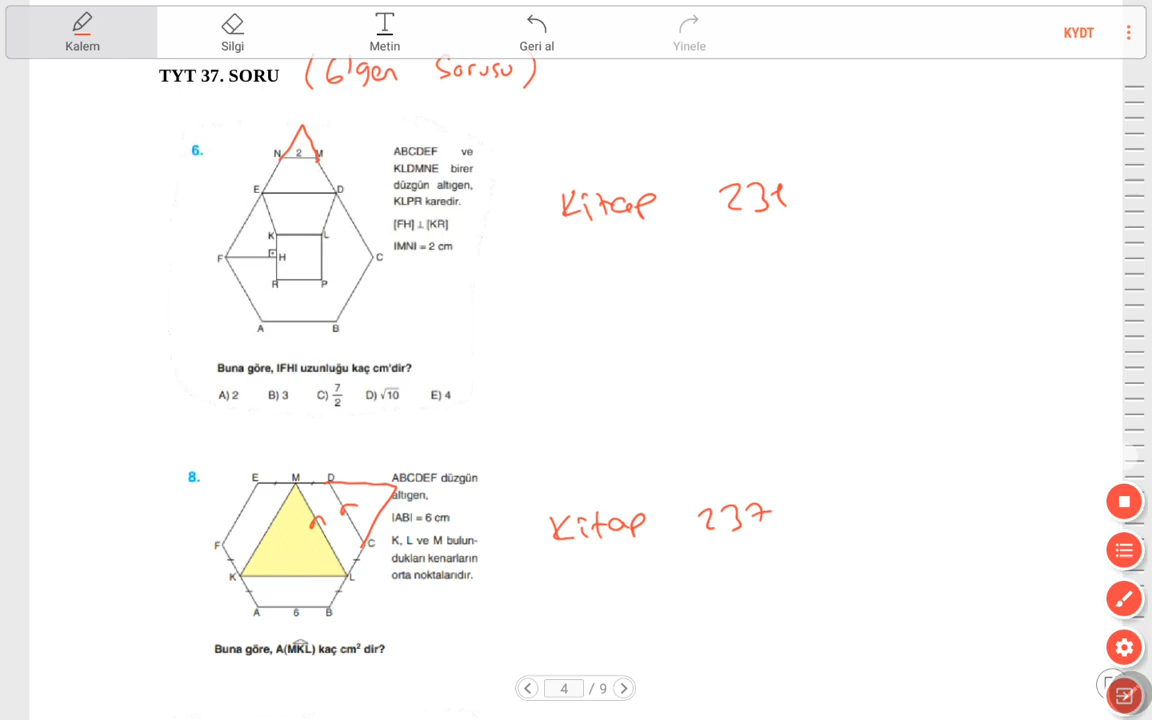 Kalem
Silgi
Metin
Geri al
Yinele
KYDT
TYT 37. SORU (6'gen Sorusu)
6.
N 2 M
E D
K L
F H C
R P
A B
ABCDEF ve
KLDMNE birer
düzgün altıgen,
KLPR karedir.
[FH] ⊥ [KR]
IMNI = 2 cm
Kitap 231
Buna göre, IFHI uzunluğu kaç cm'dir?
A) 2 B) 3 C) 7/2 D) √10 E) 4
8.
E M D
F C
K L
A 6 B
ABCDEF düzgün
altıgen,
IABI = 6 cm
K, L ve M bulun-
dukları kenarların
orta noktalarıdır.
Kitap 237
Buna göre, A(MKL) kaç cm² dir?
4 / 9